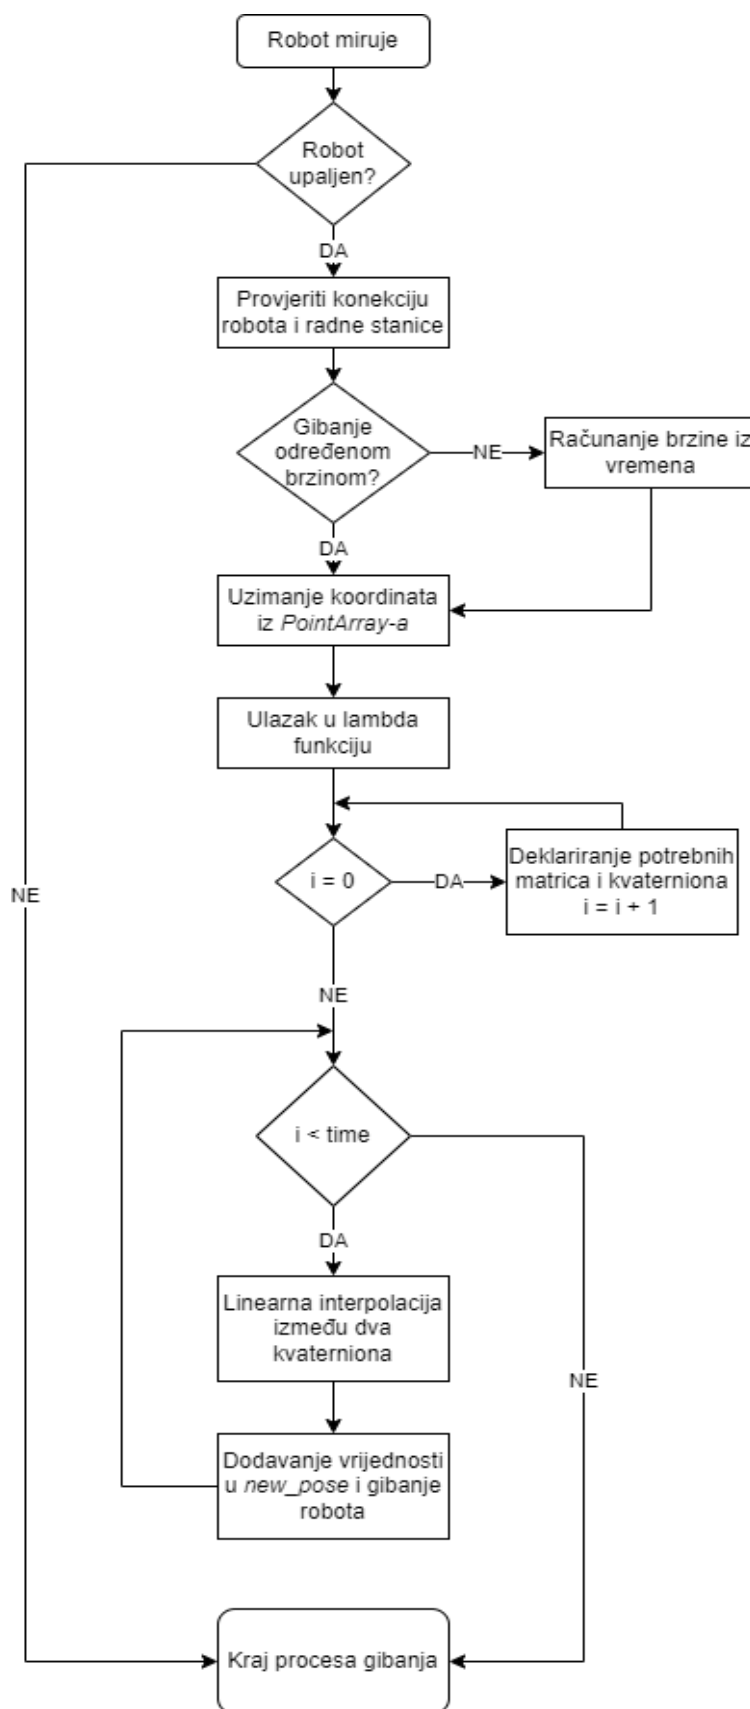 Robot miruje
Robot
upaljen?
DA
Provjeriti konekciju
robota i radne stanice
Gibanje
određenom
brzinom?
NE
Računanje brzine iz
vremena
DA
Uzimanje koordinata
iz PointArray-a
Ulazak u lambda
funkciju
i = 0
DA
Deklariranje potrebnih
matrica i kvaterniona
i = i + 1
NE
NE
i < time
DA
Linearna interpolacija
između dva
kvaterniona
NE
Dodavanje vrijednosti
u new_pose i gibanje
robota
Kraj procesa gibanja